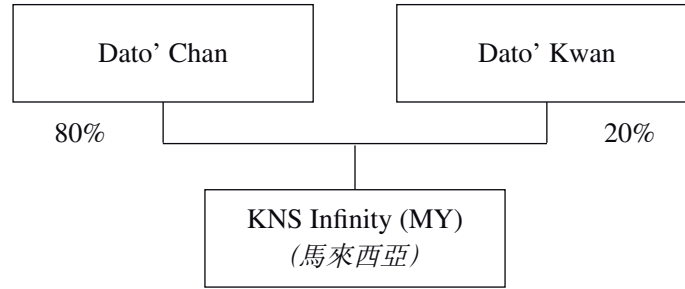 Dato’ Chan
Dato’ Kwan
80%
20%
KNS Infinity (MY)
(馬來西亞)